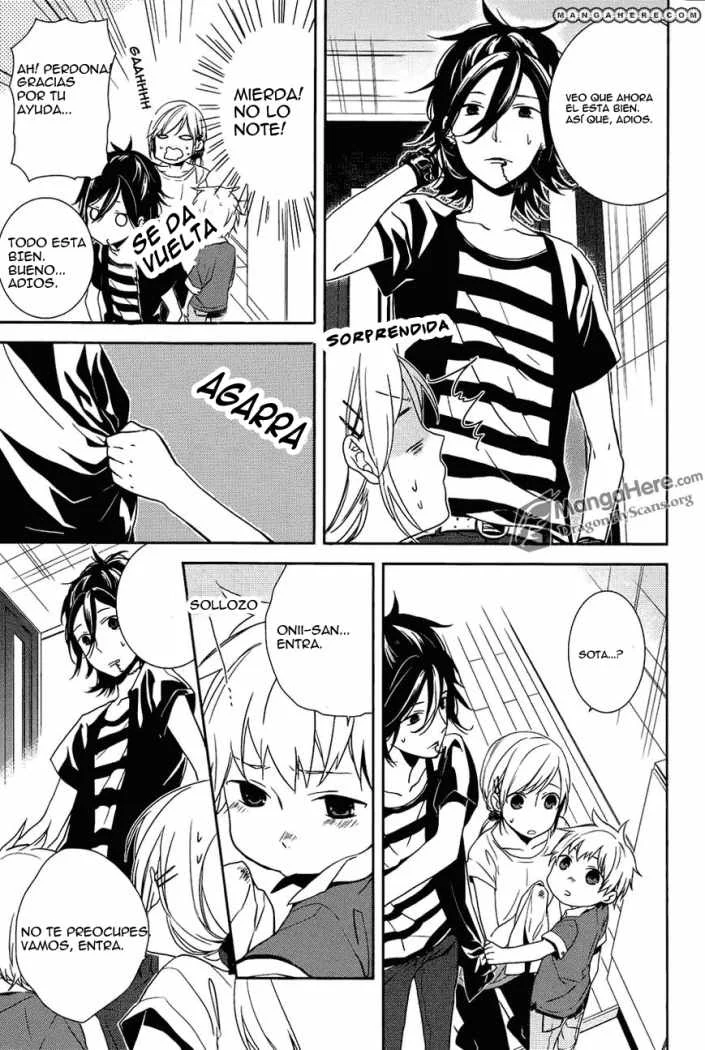 MANGAHERE.COM
VEO QUE AHORA
EL ESTA BIEN.
ASÍ QUE, ADIOS.
SORPRENDIDA
MIERDA!
NO LO
NOTE!
GAAHHHH
AH! PERDONA!
GRACIAS
POR TU
AYUDA...
SE DA
VUELTA
TODO ESTA
BIEN.
BUENO...
ADIOS.
AGARRA
MangaHere.com
DragonflyScans.org
SOTA...?
ONII-SAN...
ENTRA.
SOLLOZO
NO TE PREOCUPES.
VAMOS, ENTRA.